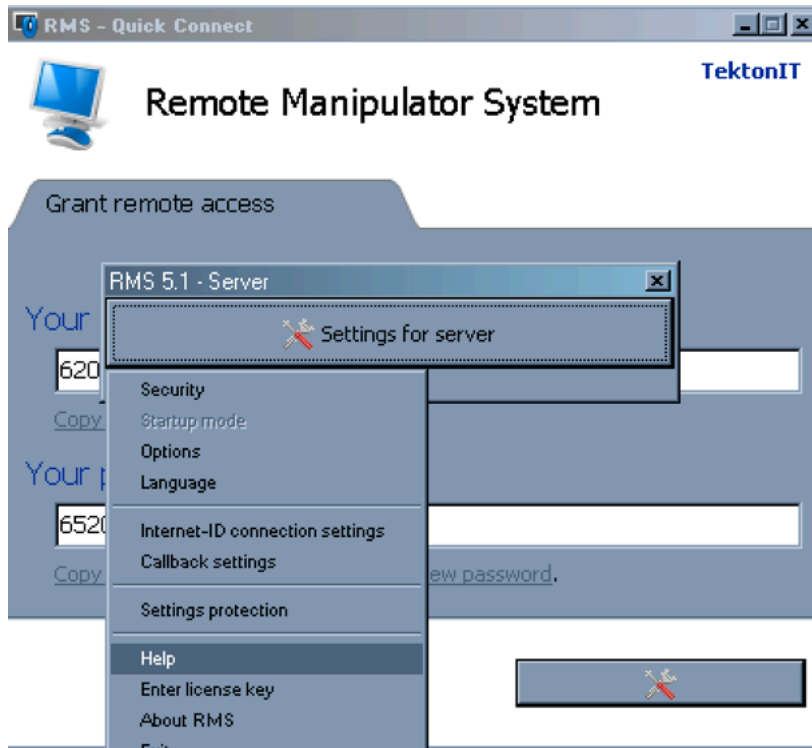 RMS - Quick Connect
TektonIT
Remote Manipulator System
Grant remote access
RMS 5.1 - Server
Your
Settings for server
620
Security
Copy
Startup mode
Options
Your
Language
6520
Internet-ID connection settings
Callback settings
Copy
ew password.
Settings protection
Help
Enter license key
About RMS